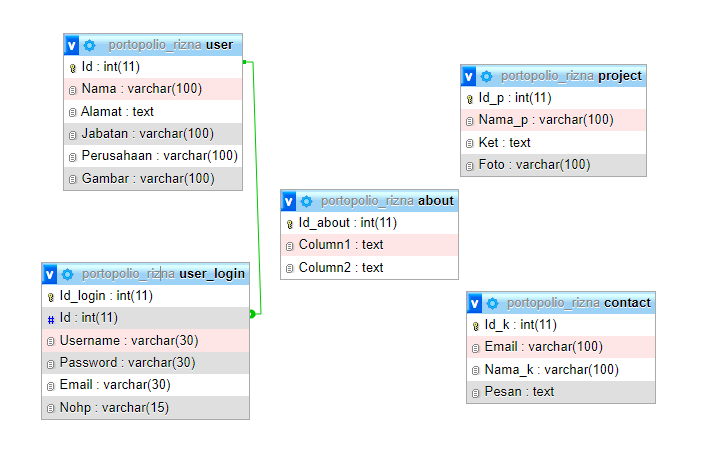 portopolio_rizna user
Id : int(11)
Nama : varchar(100)
Alamat : text
Jabatan : varchar(100)
Perusahaan : varchar(100)
Gambar : varchar(100)
portopolio_rizna project
Id_p : int(11)
Nama_p : varchar(100)
Ket : text
Foto : varchar(100)
portopolio_rizna about
Id_about : int(11)
Column1 : text
Column2 : text
portopolio_rizna user_login
Id_login : int(11)
# Id : int(11)
Username : varchar(30)
Password : varchar(30)
Email : varchar(30)
Nohp : varchar(15)
portopolio_rizna contact
Id_k : int(11)
Email : varchar(100)
Nama_k : varchar(100)
Pesan : text